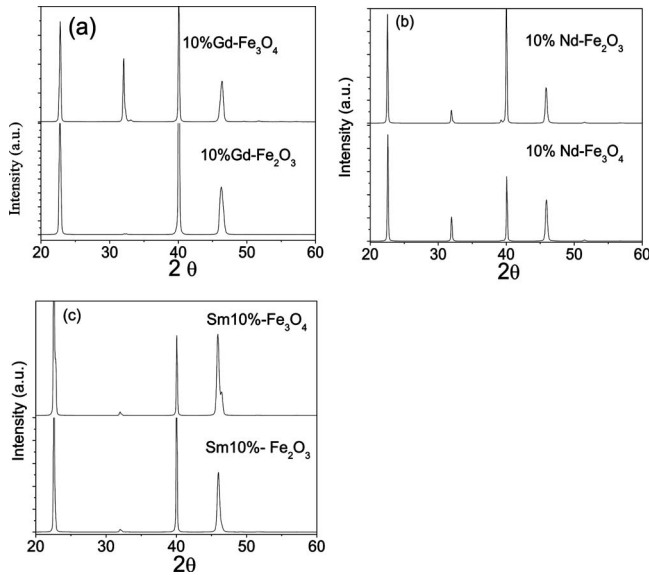 (a)
10%Gd-Fe₃O₄
10%Gd-Fe₂O₃
Intensity (a.u.)
20 30 40 50 60
2 θ
(b)
10% Nd-Fe₂O₃
10% Nd-Fe₃O₄
Intensity (a.u.)
20 30 40 50 60
2θ
(c)
Sm10%-Fe₃O₄
Sm10%- Fe₂O₃
Intensity (a.u.)
20 30 40 50 60
2θ